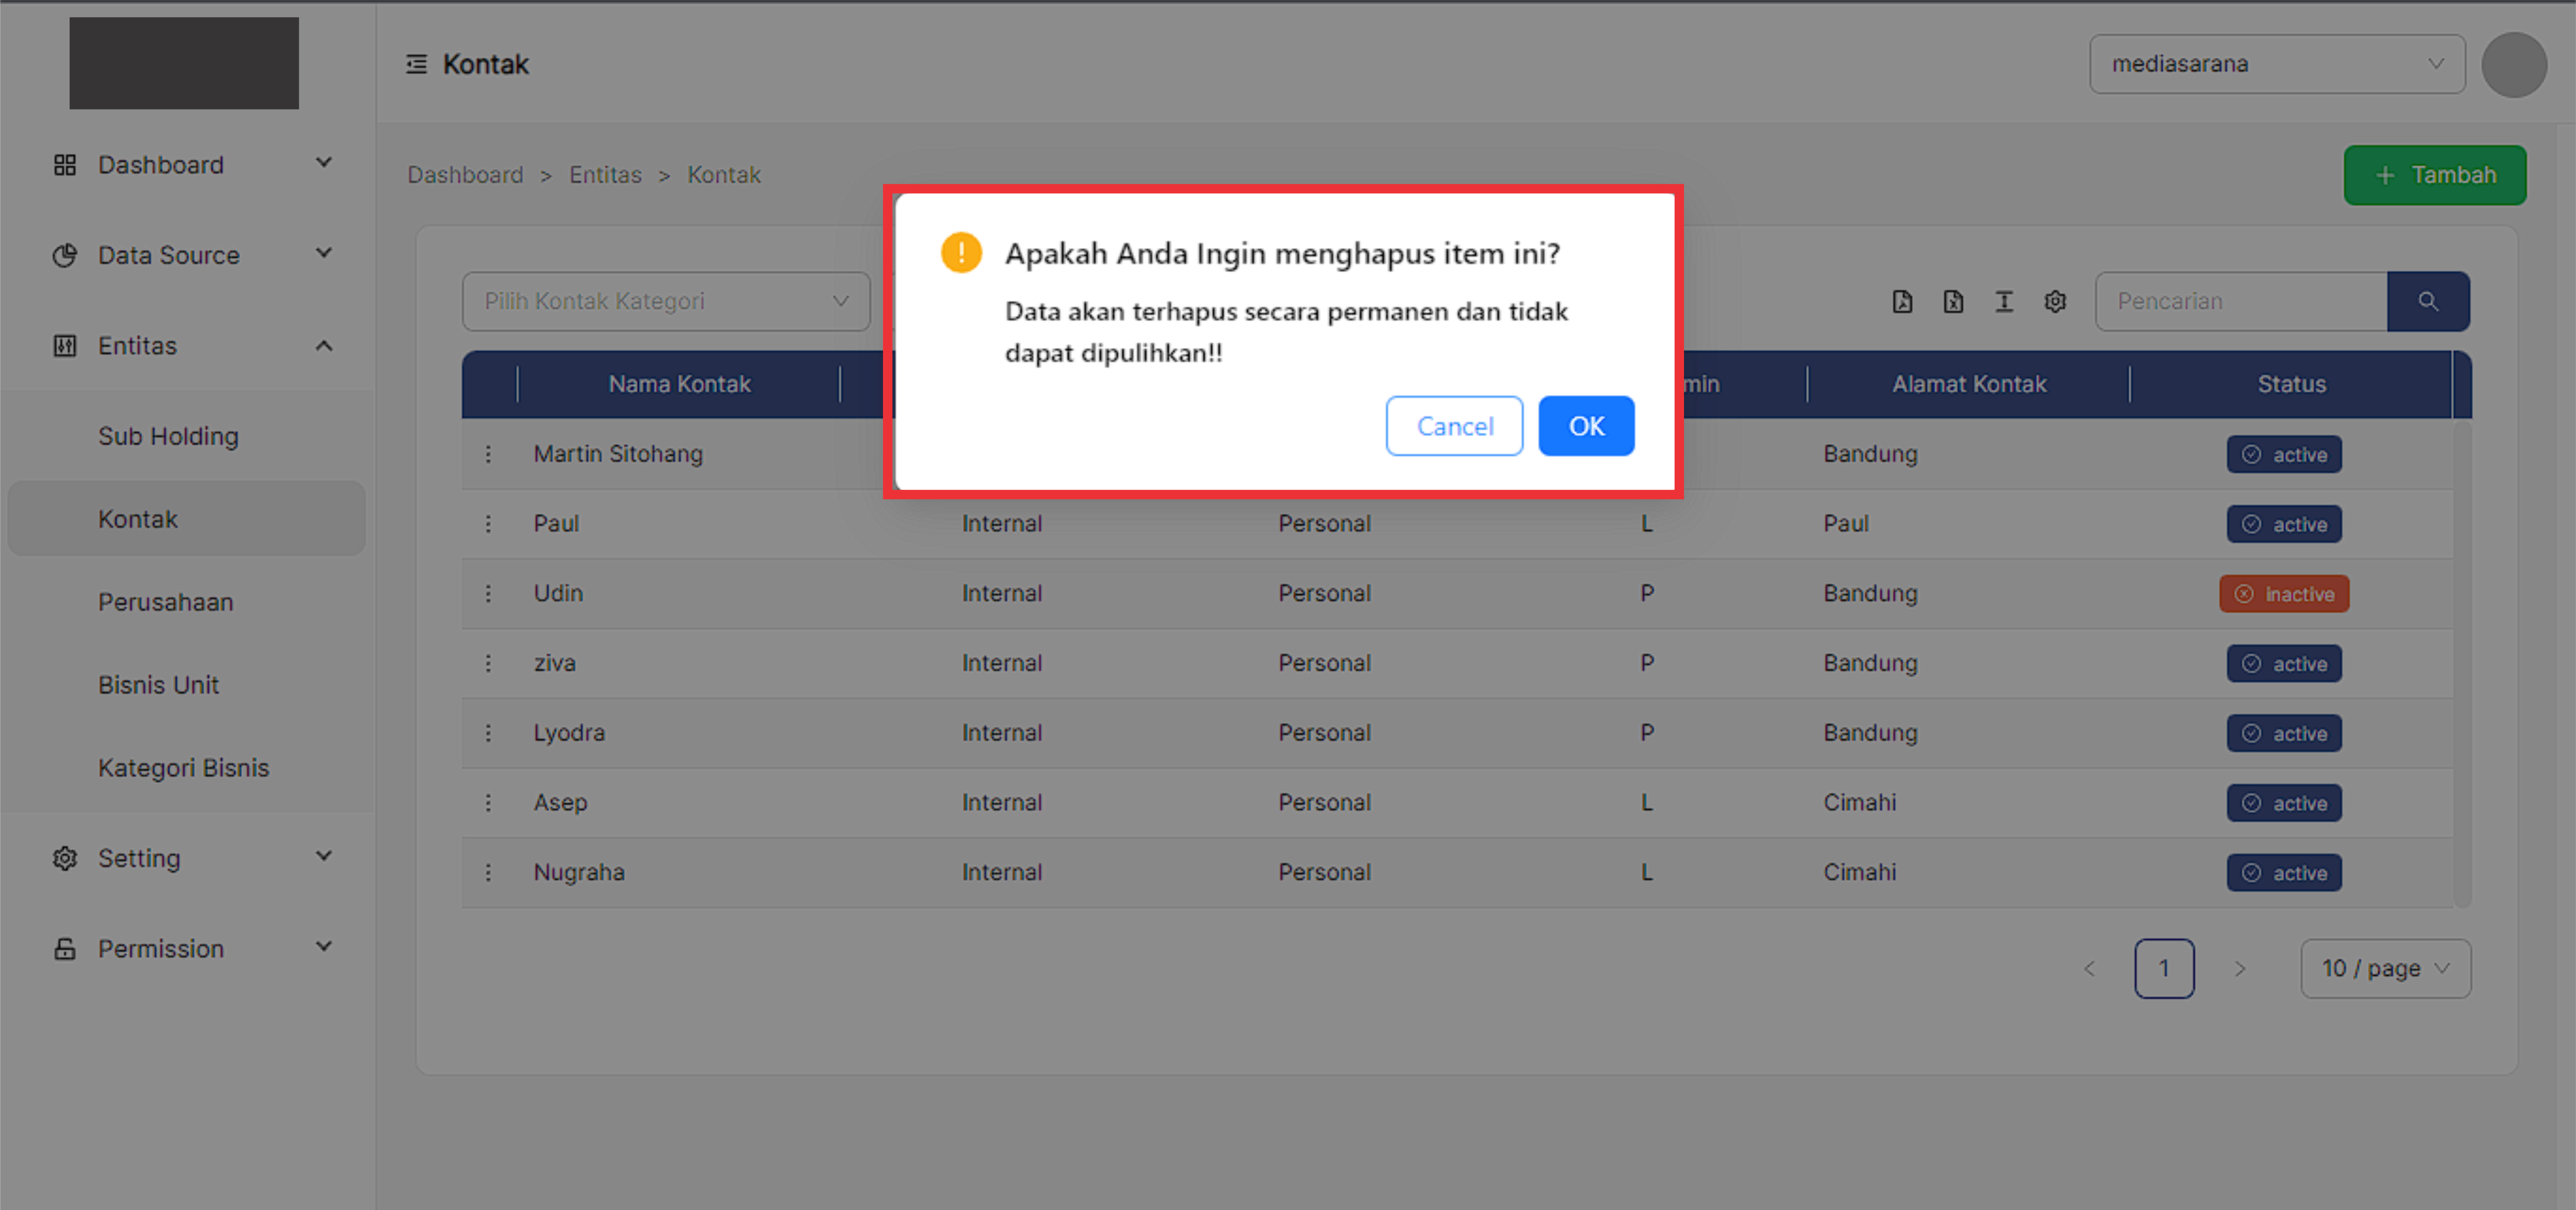 Kontak
mediasarana
Dashboard
Data Source
Entitas
Sub Holding
Kontak
Perusahaan
Bisnis Unit
Kategori Bisnis
Setting
Permission
Dashboard > Entitas > Kontak
+ Tambah
Apakah Anda Ingin menghapus item ini?
Data akan terhapus secara permanen dan tidak
dapat dipulihkan!!
Cancel
OK
Pilih Kontak Kategori
Pencarian
Nama Kontak min Alamat Kontak Status
Martin Sitohang Bandung active
Paul Internal Personal L Paul active
Udin Internal Personal P Bandung inactive
ziva Internal Personal P Bandung active
Lyodra Internal Personal P Bandung active
Asep Internal Personal L Cimahi active
Nugraha Internal Personal L Cimahi active
< 1 > 10 / page